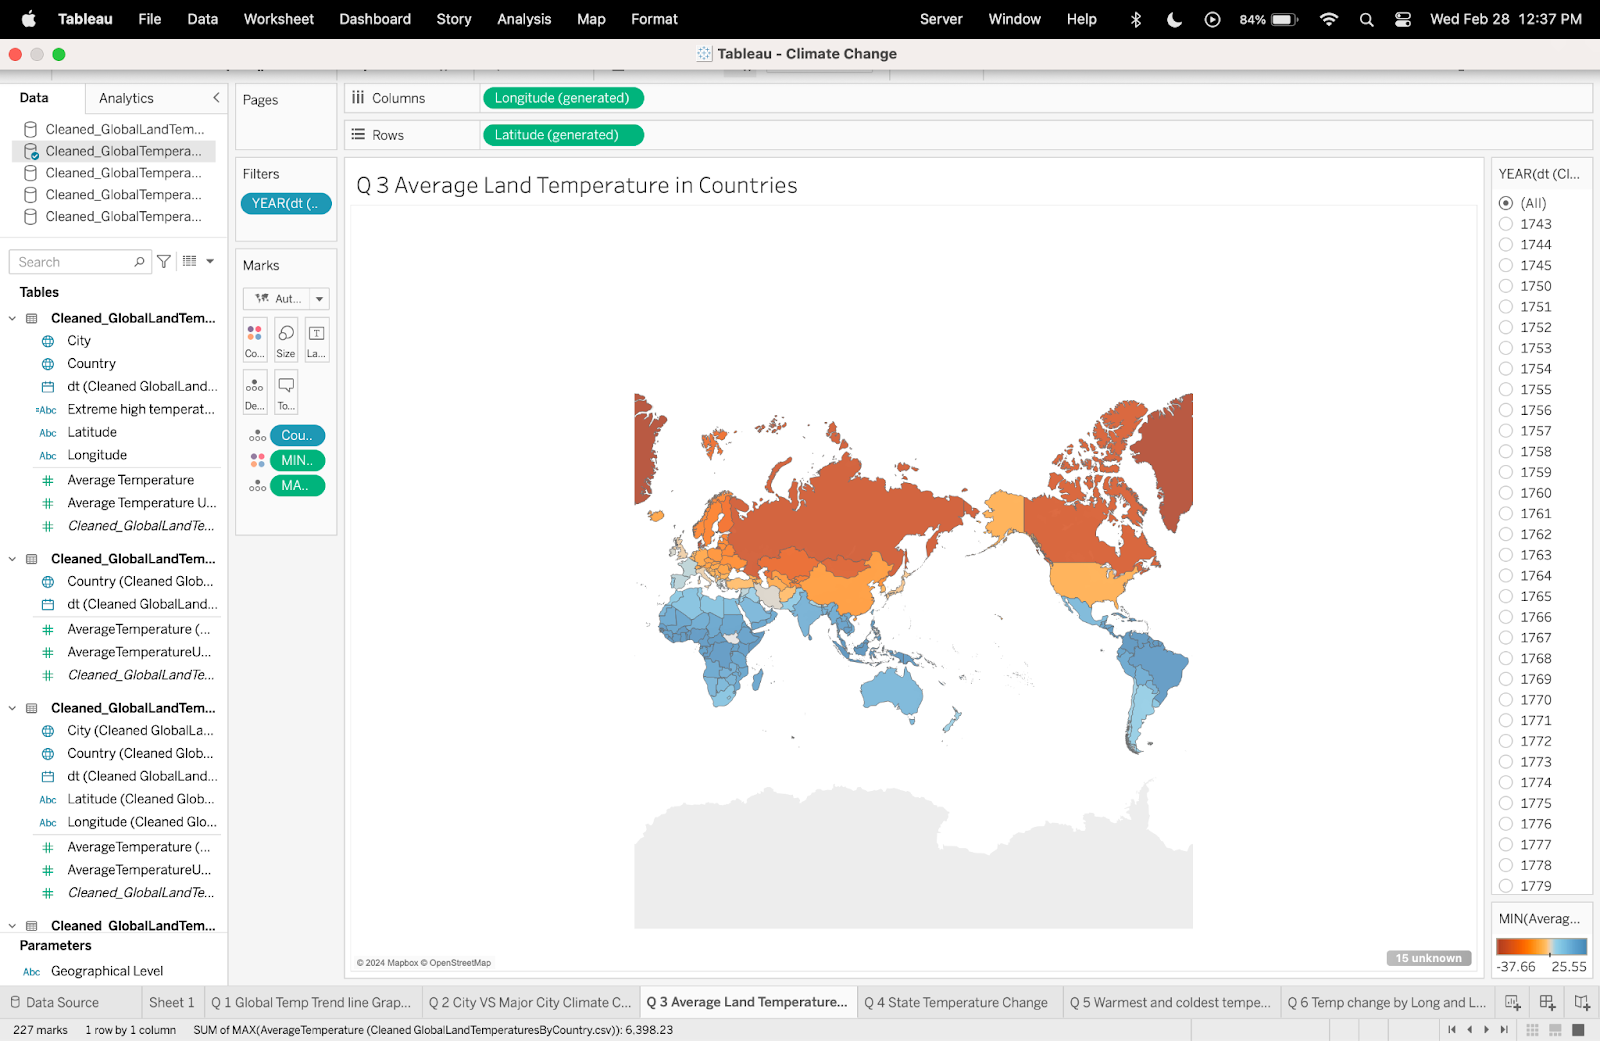 Tableau File Data Worksheet Dashboard Story Analysis Map Format Server Window Help 84% Wed Feb 28 12:37 PM
Tableau - Climate Change
Data Analytics
Cleaned_GlobalLandTem...
Cleaned_GlobalTempera...
Cleaned_GlobalTempera...
Cleaned_GlobalTempera...
Cleaned_GlobalTempera...
Search
Tables
Cleaned_GlobalLandTem...
City
Country
dt (Cleaned GlobalLand...
=Abc Extreme high temperat...
Abc Latitude
Abc Longitude
Average Temperature
Average Temperature U...
Cleaned_GlobalLandTe...
Cleaned_GlobalLandTem...
Country (Cleaned Glob...
dt (Cleaned GlobalLand...
AverageTemperature (...
AverageTemperatureU...
Cleaned_GlobalLandTe...
Cleaned_GlobalLandTem...
City (Cleaned GlobalLa...
Country (Cleaned Glob...
dt (Cleaned GlobalLand...
Abc Latitude (Cleaned Glob...
Abc Longitude (Cleaned Glo...
AverageTemperature (...
AverageTemperatureU...
Cleaned_GlobalLandTe...
Cleaned GlobalLandTem...
Parameters
Abc Geographical Level
Pages
Filters
YEAR(dt (..
Marks
Aut...
Co... Size La...
De... To...
Cou..
MIN..
MA..
Columns Longitude (generated)
Rows Latitude (generated)
Q 3 Average Land Temperature in Countries
© 2024 Mapbox © OpenStreetMap
15 unknown
YEAR(dt (Cl...
(All)
1743
1744
1745
1750
1751
1752
1753
1754
1755
1756
1757
1758
1759
1760
1761
1762
1763
1764
1765
1766
1767
1768
1769
1770
1771
1772
1773
1774
1775
1776
1777
1778
1779
MIN(Averag...
-37.66 25.55
Data Source Sheet 1 Q 1 Global Temp Trend line Grap... Q 2 City VS Major City Climate C... Q 3 Average Land Temperature... Q 4 State Temperature Change Q 5 Warmest and coldest tempe... Q 6 Temp change by Long and L...
227 marks 1 row by 1 column SUM of MAX(AverageTemperature (Cleaned GlobalLandTemperaturesByCountry.csv)): 6,398.23